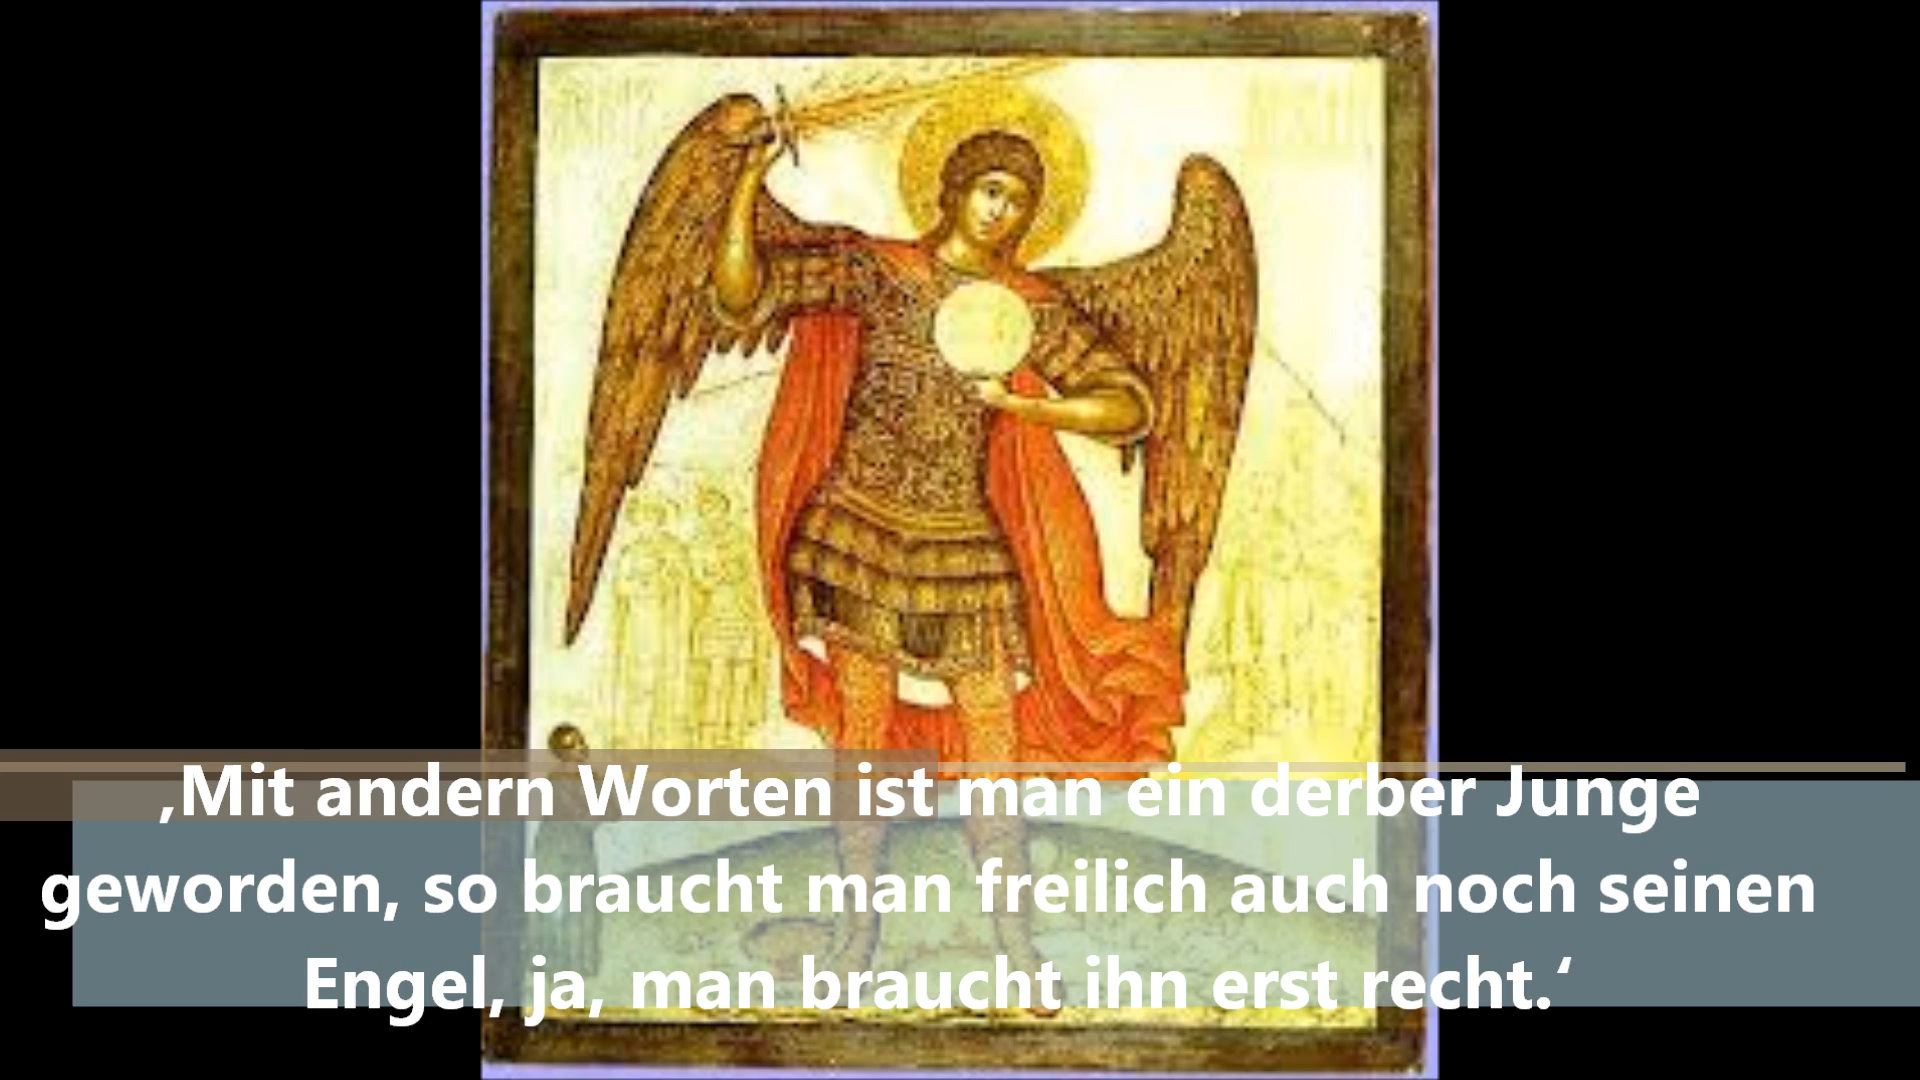 ‚Mit andern Worten ist man ein derber Junge
geworden, so braucht man freilich auch noch seinen
Engel, ja, man braucht ihn erst recht.‘